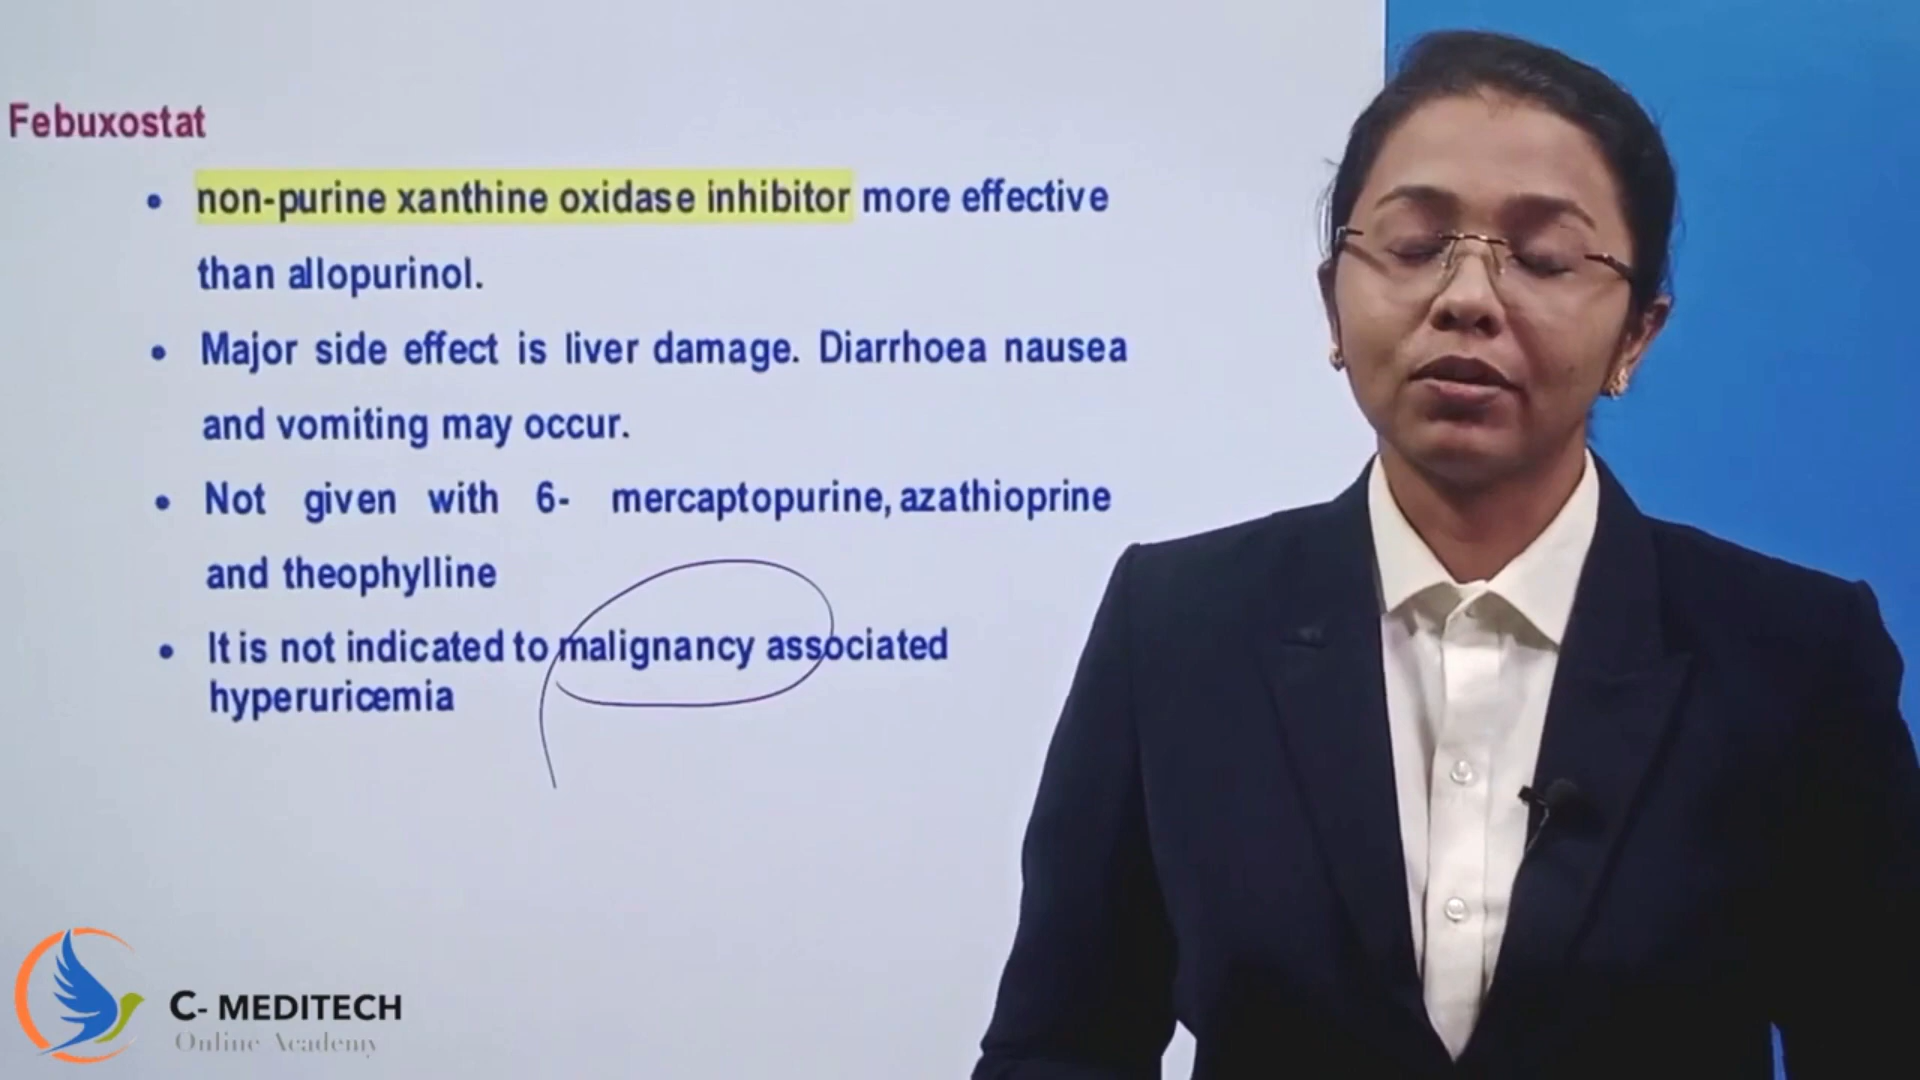 Febuxostat
• non-purine xanthine oxidase inhibitor more effective
than allopurinol.
• Major side effect is liver damage. Diarrhoea nausea
and vomiting may occur.
• Not given with 6- mercaptopurine, azathioprine
and theophylline
• It is not indicated to malignancy associated
hyperuricemia
C- MEDITECH
Online Academy